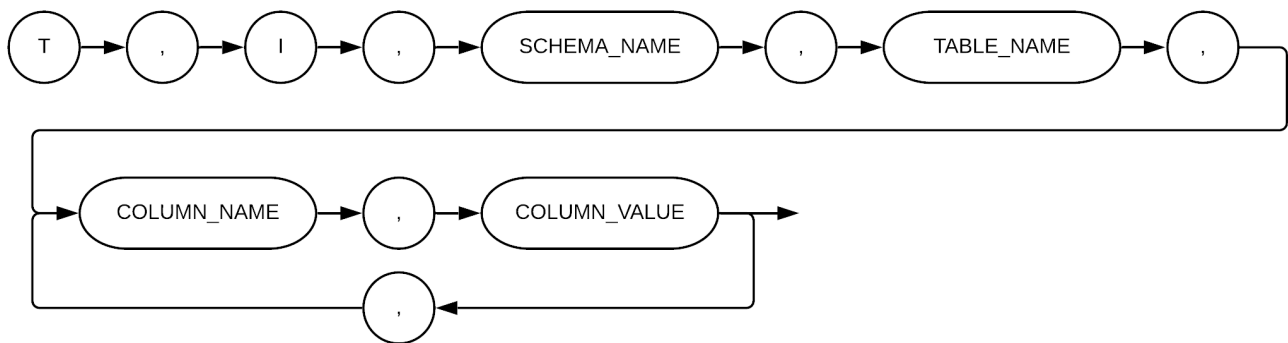 T , I , SCHEMA_NAME , TABLE_NAME ,
COLUMN_NAME , COLUMN_VALUE
,